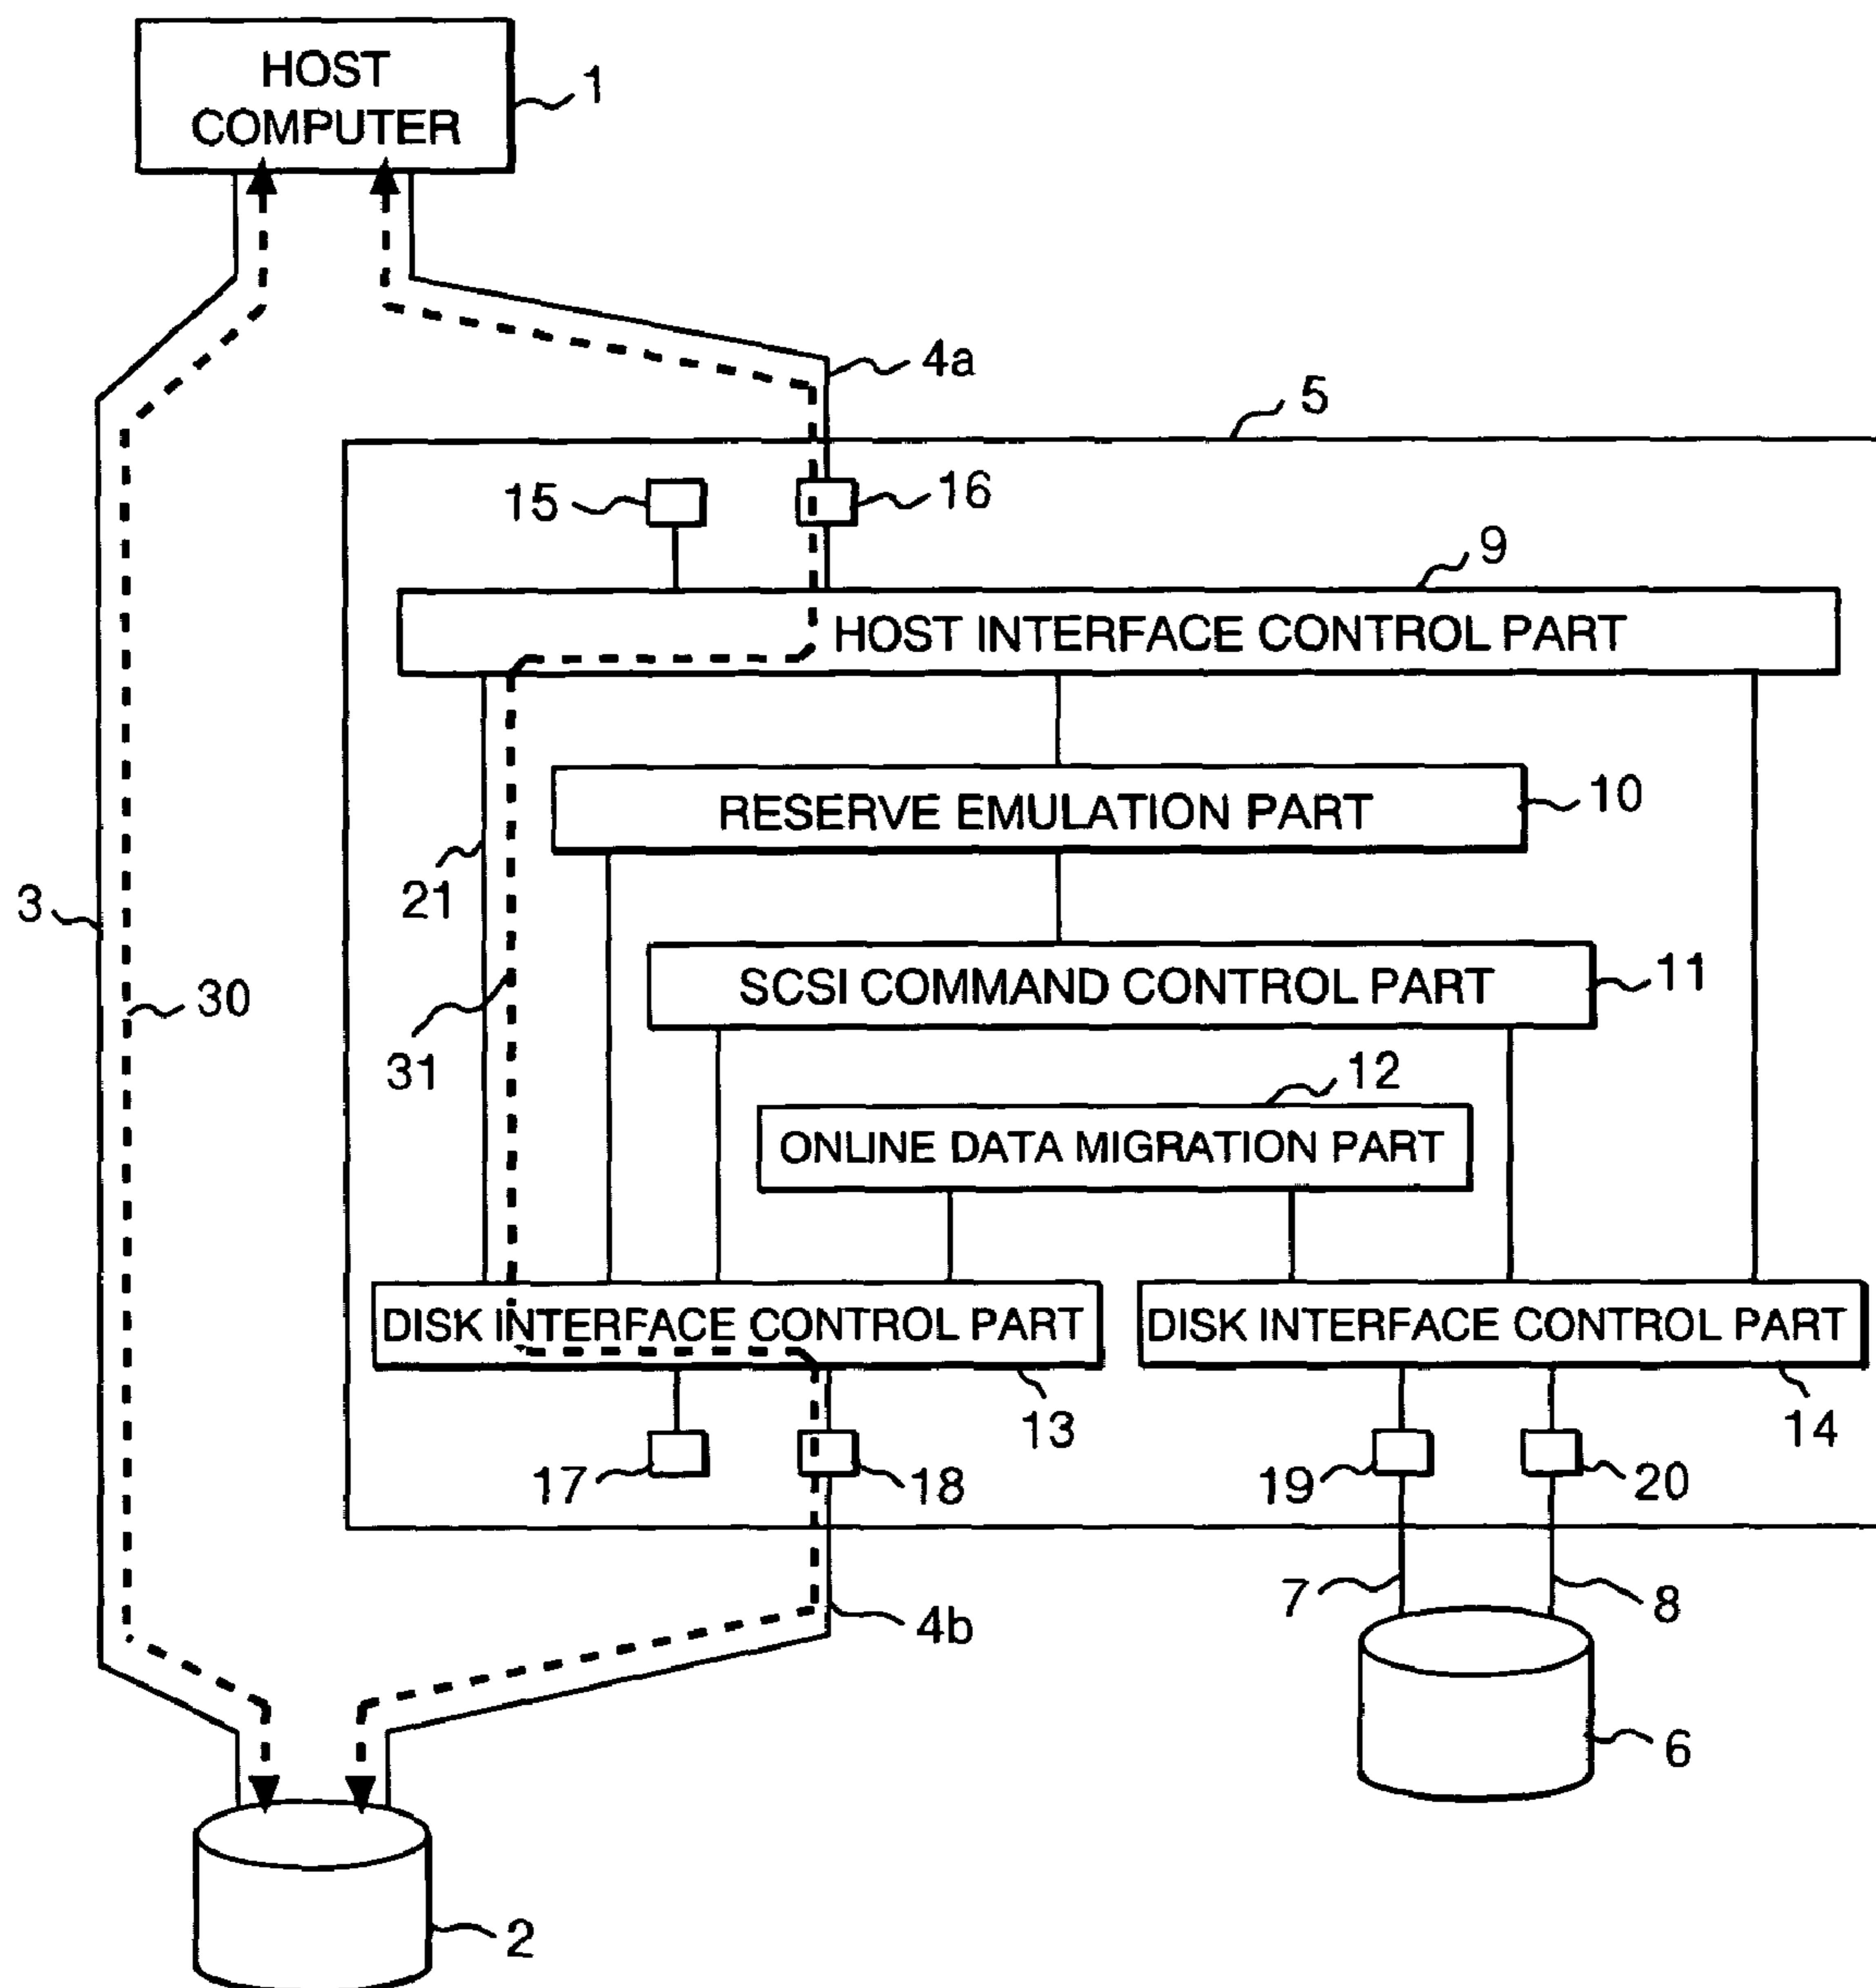 HOST
COMPUTER
1
4a
5
15
16
9
HOST INTERFACE CONTROL PART
RESERVE EMULATION PART
10
21
3
SCSI COMMAND CONTROL PART
11
30
31
12
ONLINE DATA MIGRATION PART
DISK INTERFACE CONTROL PART
DISK INTERFACE CONTROL PART
13
14
17
18
19
20
7
8
4b
6
2